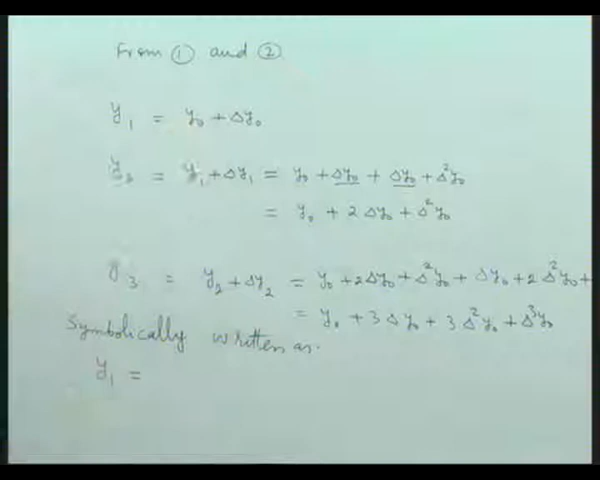 From ① and ②
y₁ = y₀ + Δy₀
y₂ = y₁ + Δy₁ = y₀ + Δy₀ + Δy₀ + Δ²y₀
= y₀ + 2Δy₀ + Δ²y₀
y₃ = y₂ + Δy₂ = y₀ + 2Δy₀ + Δ²y₀ + Δy₀ + 2Δ²y₀ +
= y₀ + 3Δy₀ + 3Δ²y₀ + Δ³y₀
Symbolically written as.
y₁ =